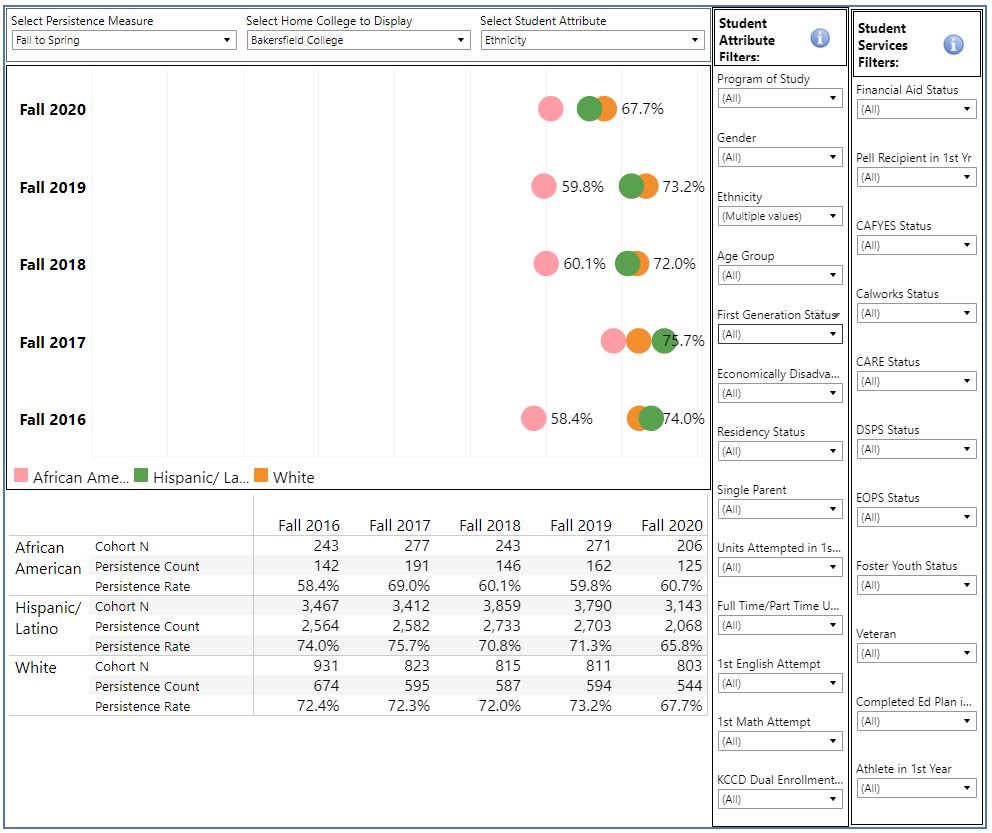 Select Persistence Measure
Fall to Spring
Select Home College to Display
Bakersfield College
Select Student Attribute
Ethnicity
Fall 2020
67.7%
Fall 2019
59.8%
73.2%
Fall 2018
60.1%
72.0%
Fall 2017
75.7%
Fall 2016
58.4%
74.0%
African Ame...
Hispanic/ La...
White
Fall 2016 Fall 2017 Fall 2018 Fall 2019 Fall 2020
African American
Cohort N 243 277 243 271 206
Persistence Count 142 191 146 162 125
Persistence Rate 58.4% 69.0% 60.1% 59.8% 60.7%
Hispanic/ Latino
Cohort N 3,467 3,412 3,859 3,790 3,143
Persistence Count 2,564 2,582 2,733 2,703 2,068
Persistence Rate 74.0% 75.7% 70.8% 71.3% 65.8%
White
Cohort N 931 823 815 811 803
Persistence Count 674 595 587 594 544
Persistence Rate 72.4% 72.3% 72.0% 73.2% 67.7%
Student
Attribute
Filters:
i
Program of Study
(All)
Gender
(All)
Ethnicity
(Multiple values)
Age Group
(All)
First Generation Status
(All)
Economically Disadva...
(All)
Residency Status
(All)
Single Parent
(All)
Units Attempted in 1s...
(All)
Full Time/Part Time U...
(All)
1st English Attempt
(All)
1st Math Attempt
(All)
KCCD Dual Enrollment...
(All)
Student
Services
Filters:
i
Financial Aid Status
(All)
Pell Recipient in 1st Yr
(All)
CAFYES Status
(All)
Calworks Status
(All)
CARE Status
(All)
DSPS Status
(All)
EOPS Status
(All)
Foster Youth Status
(All)
Veteran
(All)
Completed Ed Plan i...
(All)
Athlete in 1st Year
(All)